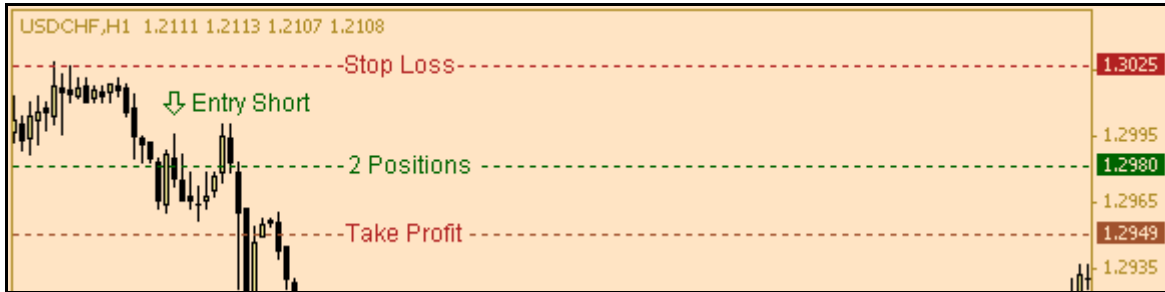 USDCHF,H1 1.2111 1.2113 1.2107 1.2108
Stop Loss
1.3025
Entry Short
1.2995
2 Positions
1.2980
1.2965
Take Profit
1.2949
1.2935